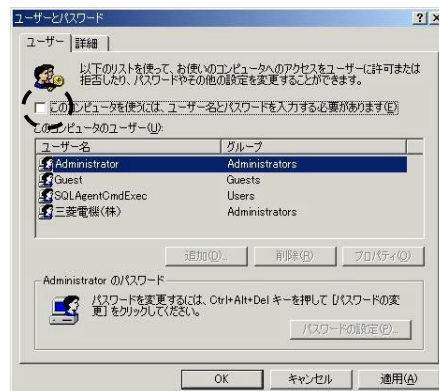 ユーザーとパスワード
ユーザー 詳細
以下のリストを使って、お使いのコンピュータへのアクセスをユーザーに許可または
拒否したり、パスワードやその他の設定を変更することができます。
このコンピュータを使うには、ユーザー名とパスワードを入力する必要があります(E)
このコンピュータのユーザー(U):
ユーザー名 グループ
Administrator Administrators
Guest Guests
SQLAgentCmdExec Users
三菱電機(株) Administrators
追加(D)... 削除(R) プロパティ(O)
Administrator のパスワード
パスワードを変更するには、Ctrl+Alt+Del キーを押して [パスワードの変
更] をクリックしてください。
パスワードの設定(P)...
OK キャンセル 適用(A)